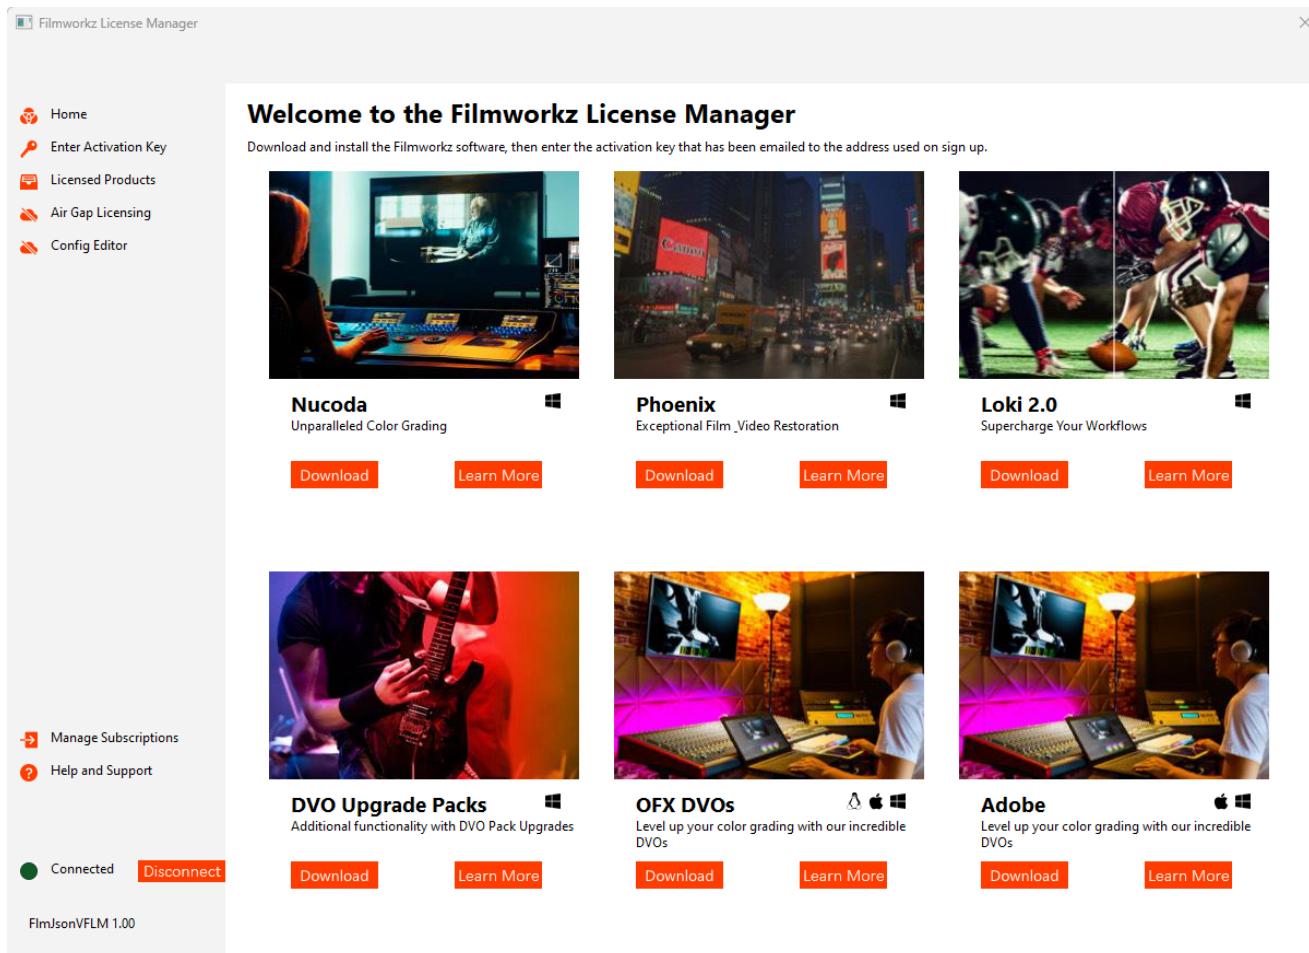 Filmworkz License Manager
Home
Enter Activation Key
Licensed Products
Air Gap Licensing
Config Editor
Manage Subscriptions
Help and Support
Connected
Disconnect
FlmJsonVFLM 1.00
Welcome to the Filmworkz License Manager
Download and install the Filmworkz software, then enter the activation key that has been emailed to the address used on sign up.
Canon
Nucoda
Unparalleled Color Grading
Download
Learn More
Phoenix
Exceptional Film _Video Restoration
Download
Learn More
Loki 2.0
Supercharge Your Workflows
Download
Learn More
DVO Upgrade Packs
Additional functionality with DVO Pack Upgrades
Download
Learn More
OFX DVOs
Level up your color grading with our incredible
DVOs
Download
Learn More
Adobe
Level up your color grading with our incredible
DVOs
Download
Learn More